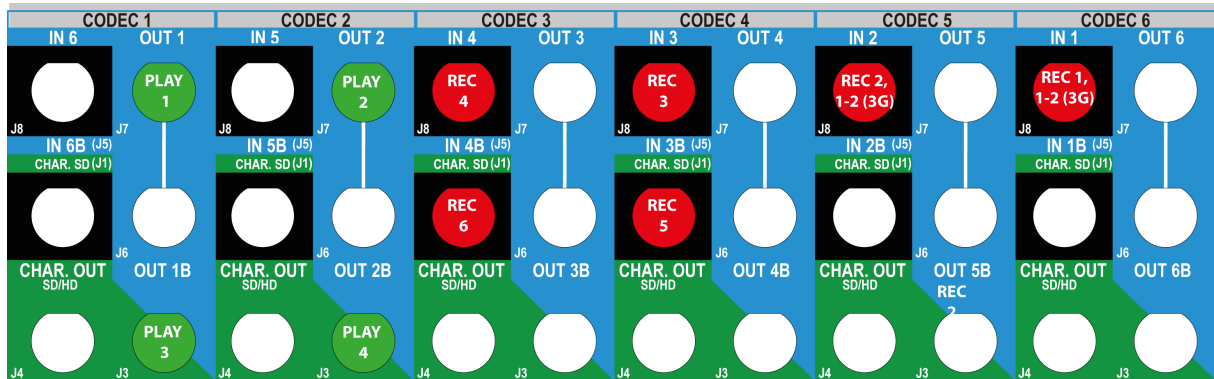 CODEC 1 CODEC 2 CODEC 3 CODEC 4 CODEC 5 CODEC 6
IN 6 OUT 1 IN 5 OUT 2 IN 4 OUT 3 IN 3 OUT 4 IN 2 OUT 5 IN 1 OUT 6
PLAY PLAY REC REC REC 2, REC 1,
1 2 4 3 1-2 (3G) 1-2 (3G)
J8 J7 J8 J7 J8 J7 J8 J7 J8 J7 J8 J7
IN 6B (J5) IN 5B (J5) IN 4B (J5) IN 3B (J5) IN 2B (J5) IN 1B (J5)
CHAR. SD (J1) CHAR. SD (J1) CHAR. SD (J1) CHAR. SD (J1) CHAR. SD (J1) CHAR. SD (J1)
REC REC
6 5
J6 J6 J6 J6 J6 J6
CHAR. OUT OUT 1B CHAR. OUT OUT 2B CHAR. OUT OUT 3B CHAR. OUT OUT 4B CHAR. OUT OUT 5B CHAR. OUT OUT 6B
SD/HD SD/HD SD/HD SD/HD SD/HD SD/HD
REC
2
PLAY PLAY
3 4
J4 J3 J4 J3 J4 J3 J4 J3 J4 J3 J4 J3